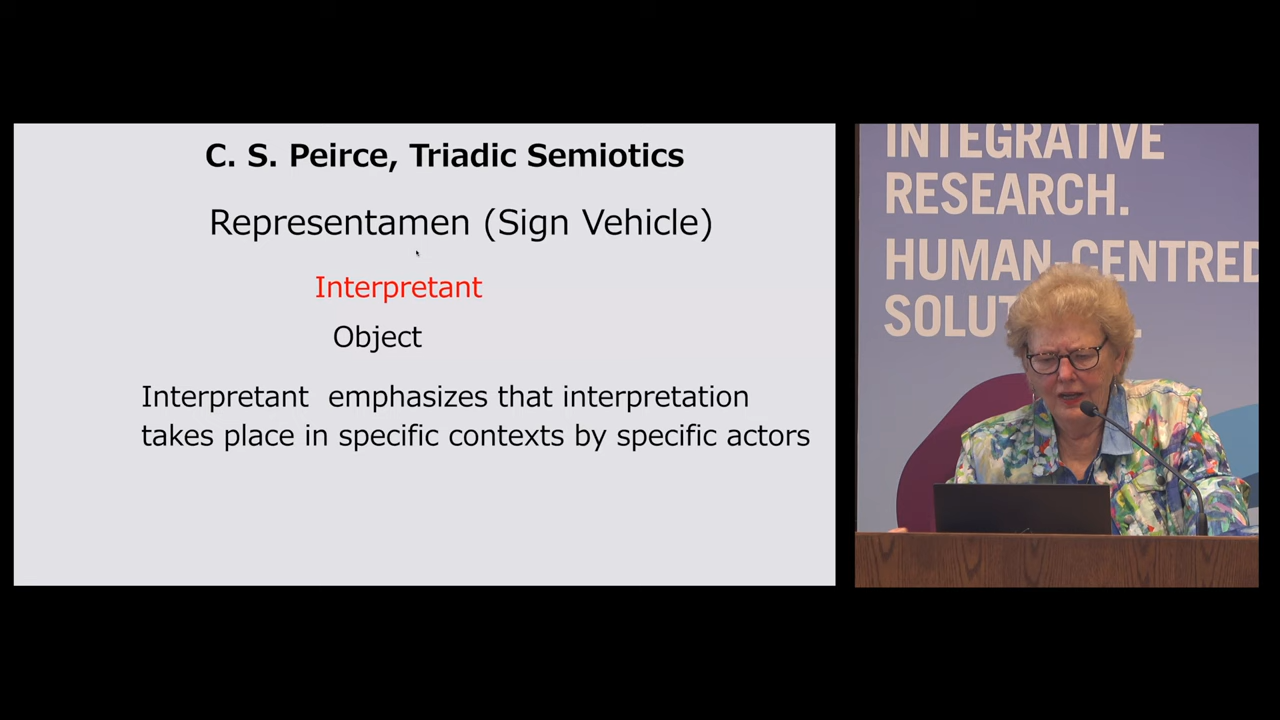 C. S. Peirce, Triadic Semiotics
Representamen (Sign Vehicle)
Interpretant
Object
Interpretant  emphasizes that interpretation
takes place in specific contexts by specific actors
INTEGRATIVE
RESEARCH.
HUMAN-CENTRED